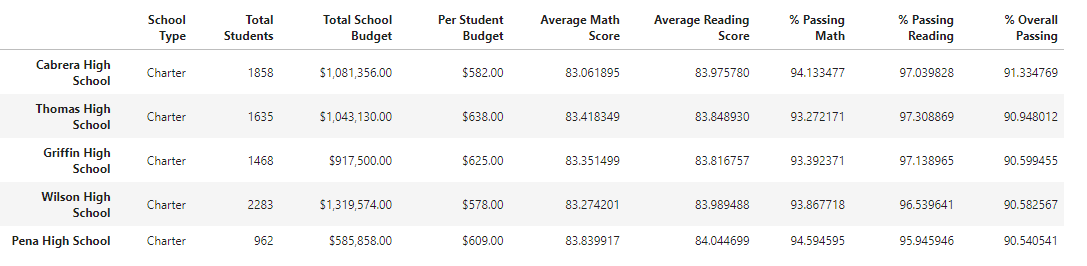 School Type Total Students Total School Budget Per Student Budget Average Math Score Average Reading Score % Passing Math % Passing Reading % Overall Passing
Cabrera High School Charter 1858 $1,081,356.00 $582.00 83.061895 83.975780 94.133477 97.039828 91.334769
Thomas High School Charter 1635 $1,043,130.00 $638.00 83.418349 83.848930 93.272171 97.308869 90.948012
Griffin High School Charter 1468 $917,500.00 $625.00 83.351499 83.816757 93.392371 97.138965 90.599455
Wilson High School Charter 2283 $1,319,574.00 $578.00 83.274201 83.989488 93.867718 96.539641 90.582567
Pena High School Charter 962 $585,858.00 $609.00 83.839917 84.044699 94.594595 95.945946 90.540541